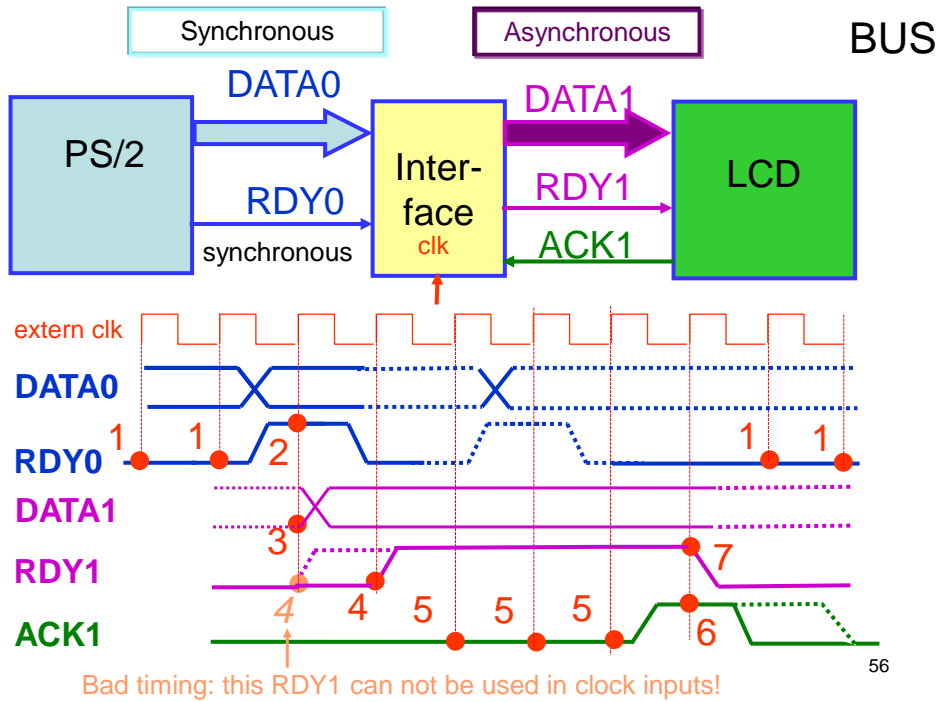 Synchronous
Asynchronous
BUS
DATA0
DATA1
PS/2
Inter-
face
clk
LCD
RDY0
synchronous
RDY1
ACK1
extern clk
DATA0
1 1 2 1 1
RDY0
DATA1
3
RDY1
4 4 7
5 5 5 6
ACK1
56
Bad timing: this RDY1 can not be used in clock inputs!